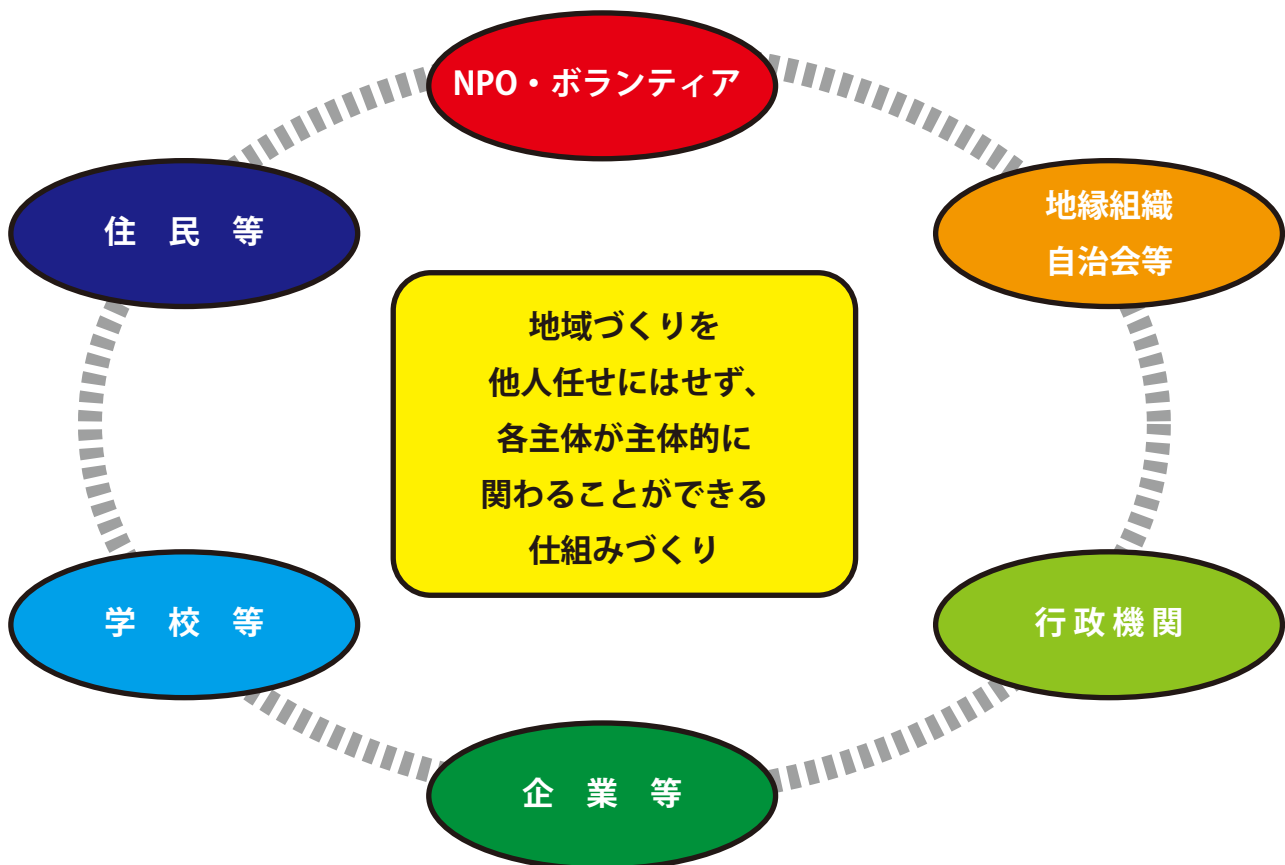 NPO・ボランティア
住　民　等
地縁組織
自治会等
地域づくりを
他人任せにはせず、
各主体が主体的に
関わることができる
仕組みづくり
学　校　等
行政機関
企　業　等